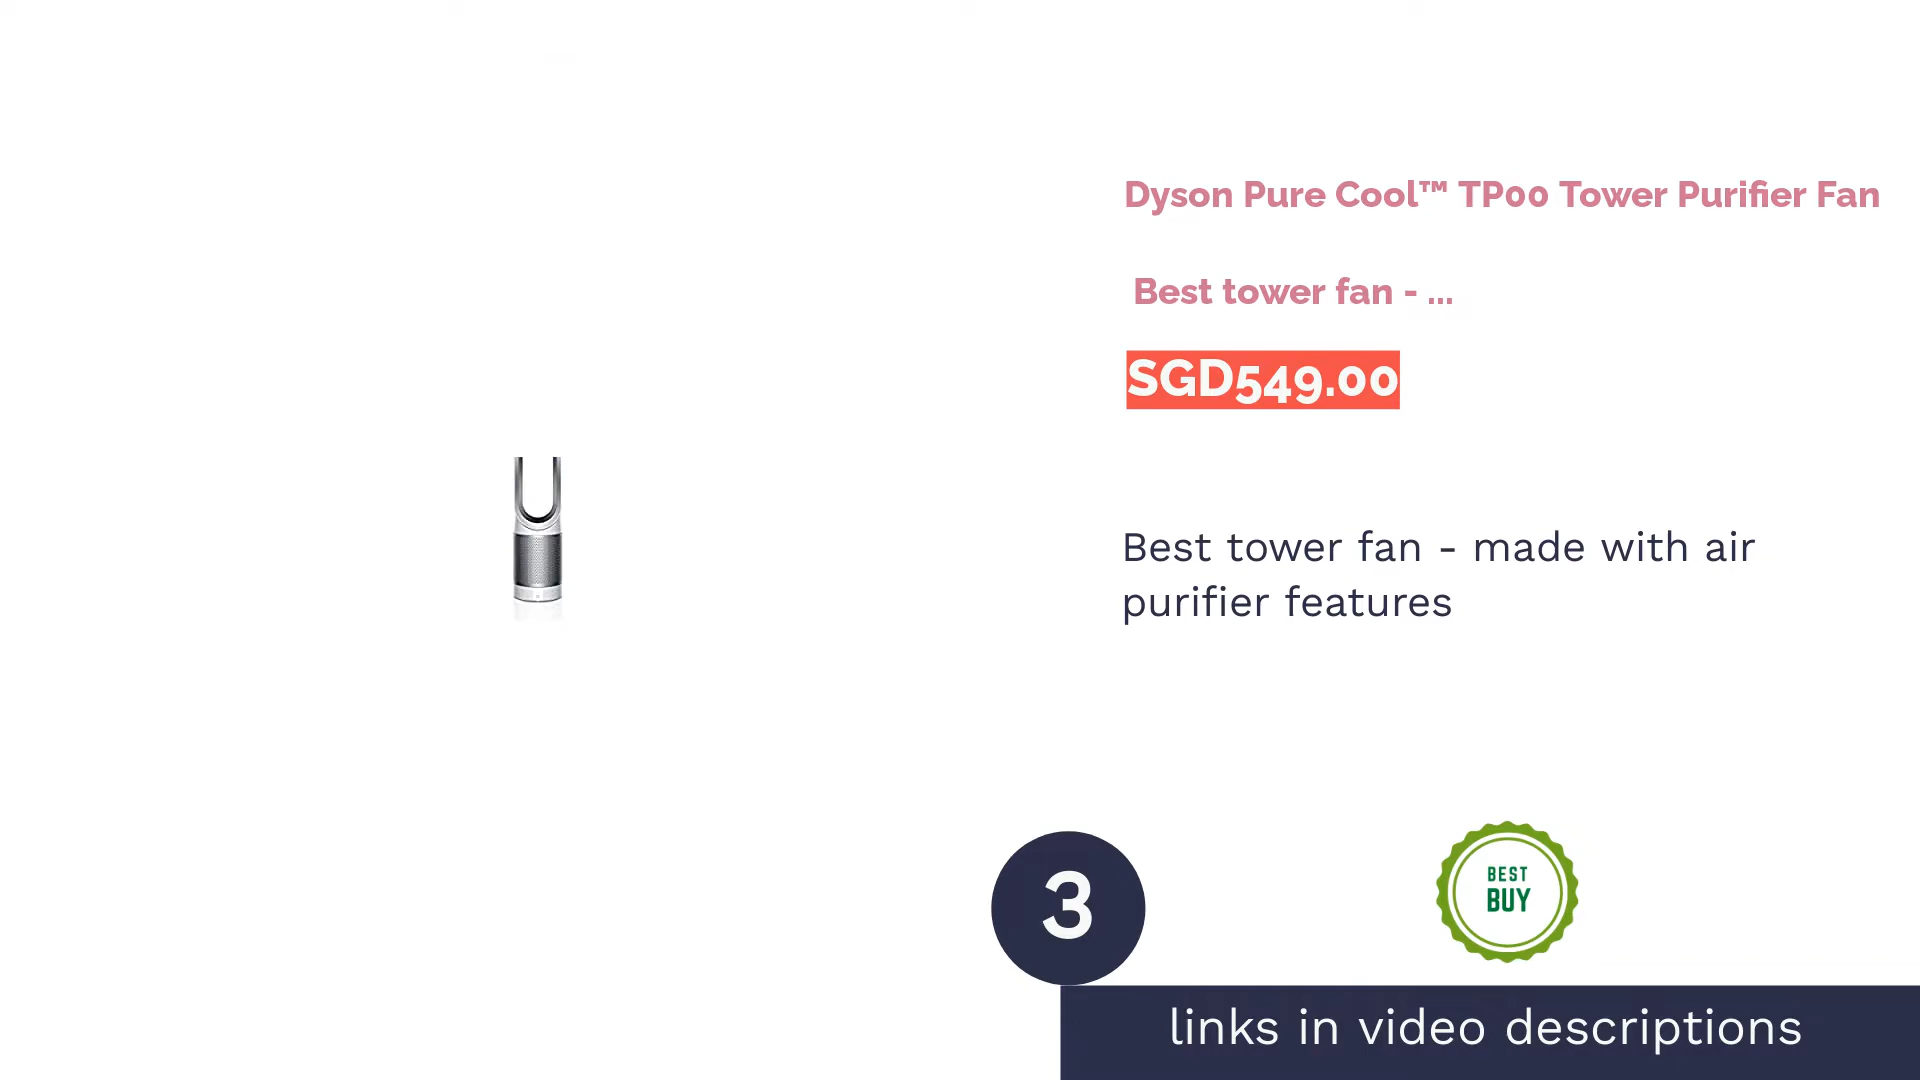 Dyson Pure Cool™ TP00 Tower Purifier Fan
Best tower fan - ...
SGD549.00
Best tower fan - made with air
purifier features
3
BEST
BUY
links in video descriptions